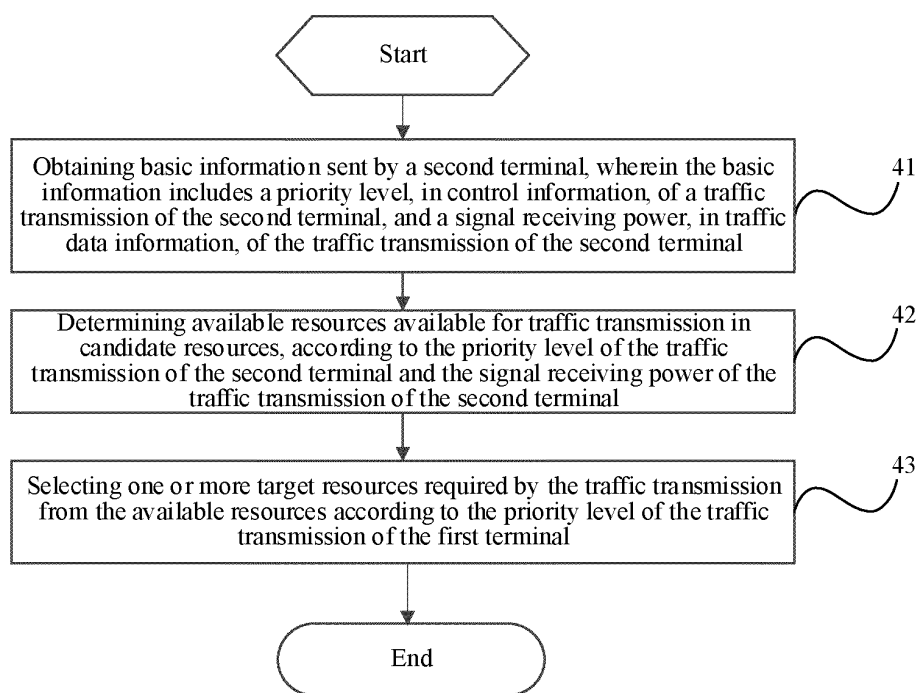 Start
Obtaining basic information sent by a second terminal, wherein the basic
information includes a priority level, in control information, of a traffic
transmission of the second terminal, and a signal receiving power, in traffic
data information, of the traffic transmission of the second terminal
41
Determining available resources available for traffic transmission in
candidate resources, according to the priority level of the traffic
transmission of the second terminal and the signal receiving power of the
traffic transmission of the second terminal
42
Selecting one or more target resources required by the traffic transmission
from the available resources according to the priority level of the traffic
transmission of the first terminal
43
End